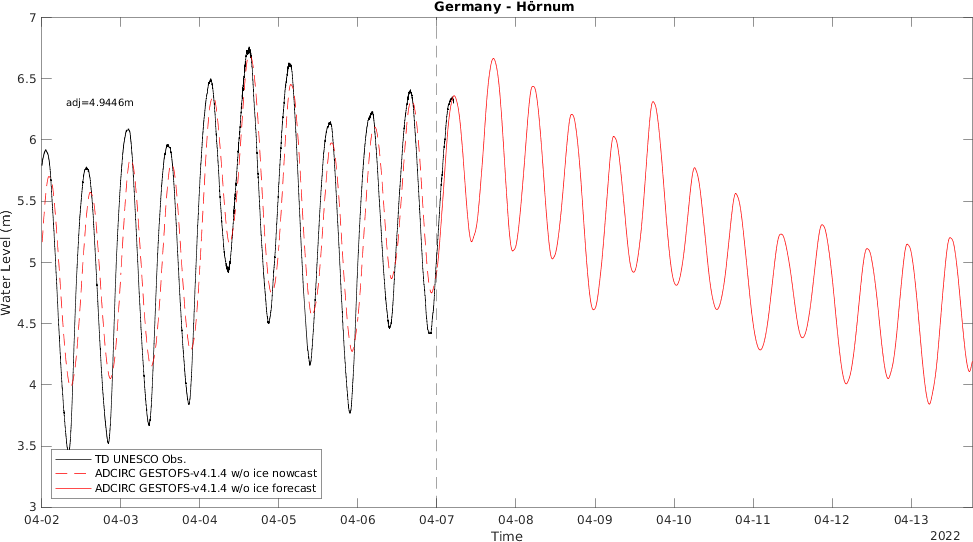 Germany - Hörnum
7
6.5
adj=4.9446m
6
5.5
5
4.5
4
3.5
3
Water Level (m)
TD UNESCO Obs.
ADCIRC GESTOFS-v4.1.4 w/o ice nowcast
ADCIRC GESTOFS-v4.1.4 w/o ice forecast
04-02 04-03 04-04 04-05 04-06 04-07 04-08 04-09 04-10 04-11 04-12 04-13
Time
2022